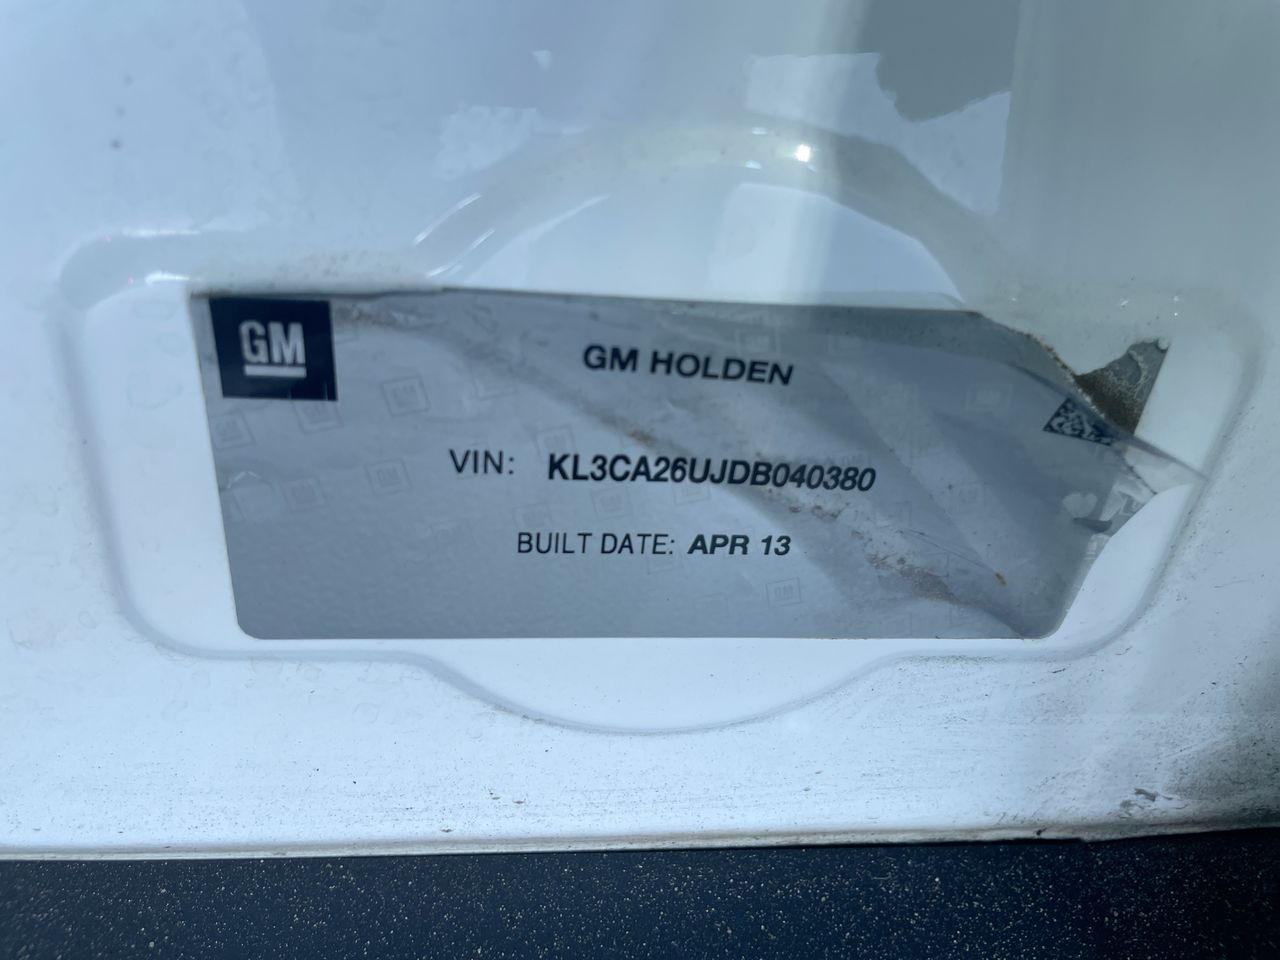 GM
GM HOLDEN
VIN: KL3CA26UJDB040380
BUILT DATE: APR 13